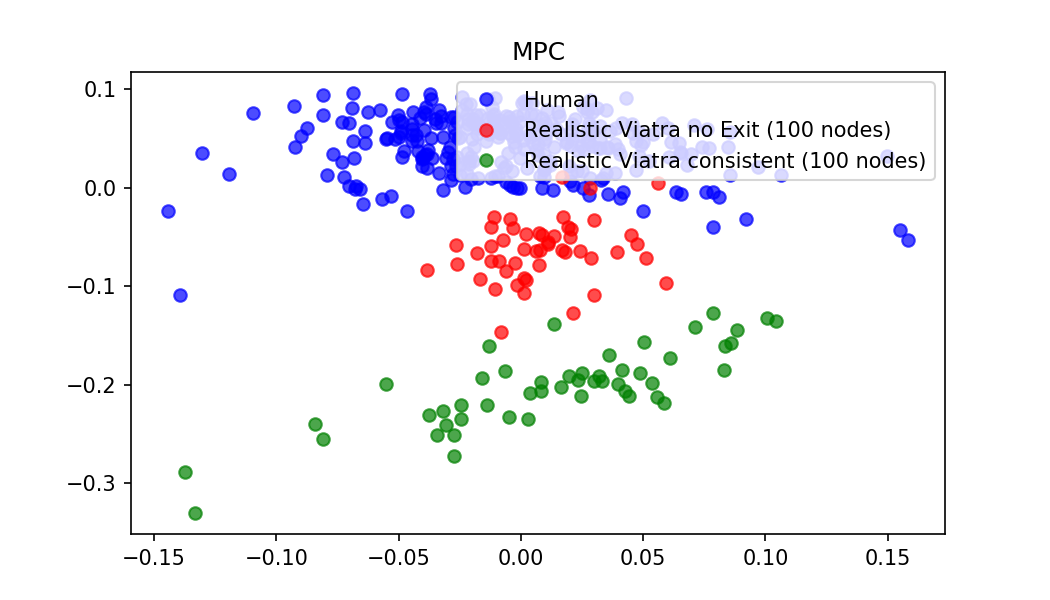 MPC
Human
Realistic Viatra no Exit (100 nodes)
Realistic Viatra consistent (100 nodes)
0.1
0.0
−0.1
−0.2
−0.3
−0.15 −0.10 −0.05 0.00 0.05 0.10 0.15